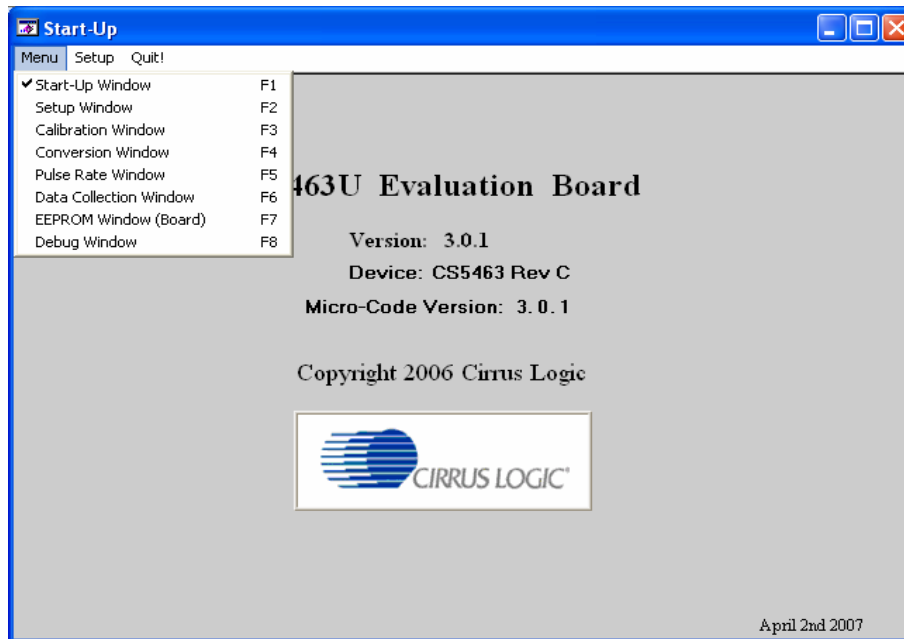 Start-Up
Menu Setup Quit!
Start-Up Window F1
Setup Window F2
Calibration Window F3
Conversion Window F4
Pulse Rate Window F5
Data Collection Window F6
EEPROM Window (Board) F7
Debug Window F8
463U Evaluation Board
Version: 3.0.1
Device: CS5463 Rev C
Micro-Code Version: 3.0.1
Copyright 2006 Cirrus Logic
CIRRUS LOGIC®
April 2nd 2007